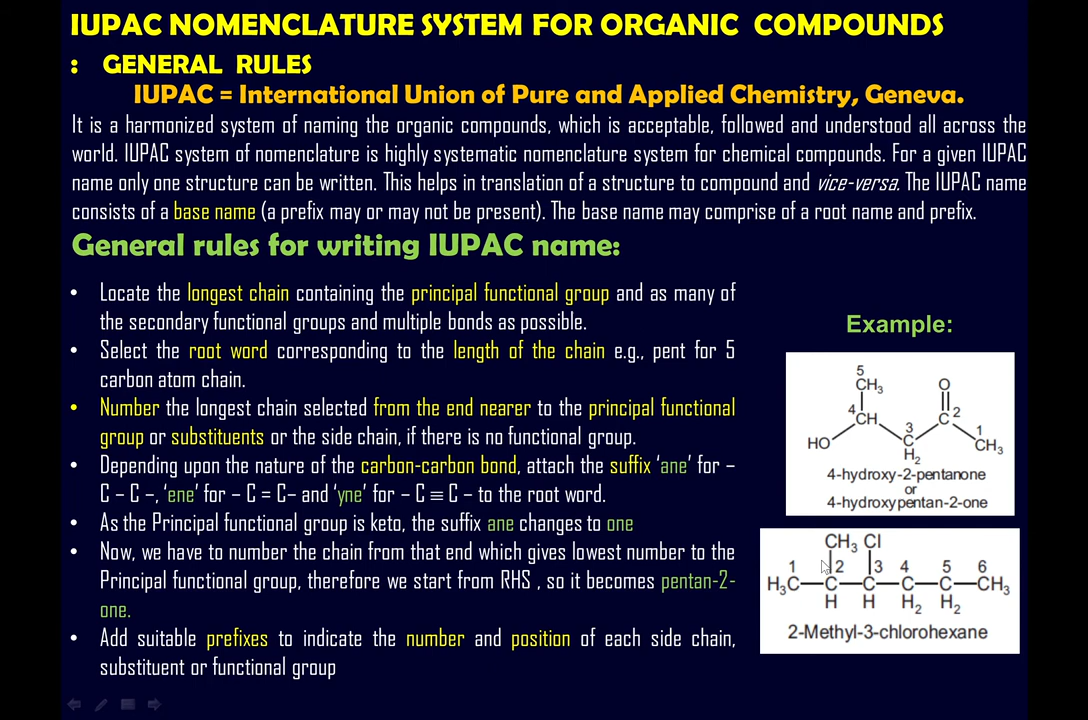 IUPAC NOMENCLATURE SYSTEM FOR ORGANIC COMPOUNDS
: GENERAL RULES
IUPAC = International Union of Pure and Applied Chemistry, Geneva.
It is a harmonized system of naming the organic compounds, which is acceptable, followed and understood all across the
world. IUPAC system of nomenclature is highly systematic nomenclature system for chemical compounds. For a given IUPAC
name only one structure can be written. This helps in translation of a structure to compound and vice-versa. The IUPAC name
consists of a base name (a prefix may or may not be present). The base name may comprise of a root name and prefix.
General rules for writing IUPAC name:
• Locate the longest chain containing the principal functional group and as many of
the secondary functional groups and multiple bonds as possible.
• Select the root word corresponding to the length of the chain e.g., pent for 5
carbon atom chain.
• Number the longest chain selected from the end nearer to the principal functional
group or substituents or the side chain, if there is no functional group.
• Depending upon the nature of the carbon-carbon bond, attach the suffix 'ane' for –
C – C –, 'ene' for – C = C– and 'yne' for – C ≡ C – to the root word.
• As the Principal functional group is keto, the suffix ane changes to one
• Now, we have to number the chain from that end which gives lowest number to the
Principal functional group, therefore we start from RHS , so it becomes pentan-2-
one.
• Add suitable prefixes to indicate the number and position of each side chain,
substituent or functional group
Example:
5
CH3 O
4 CH 3 C 2 1
HO C CH3
H2
4-hydroxy-2-pentanone
or
4-hydroxypentan-2-one
CH3 Cl
1 2 3 4 5 6
H3C—C—C—C—C—CH3
H H H2 H2
2-Methyl-3-chlorohexane